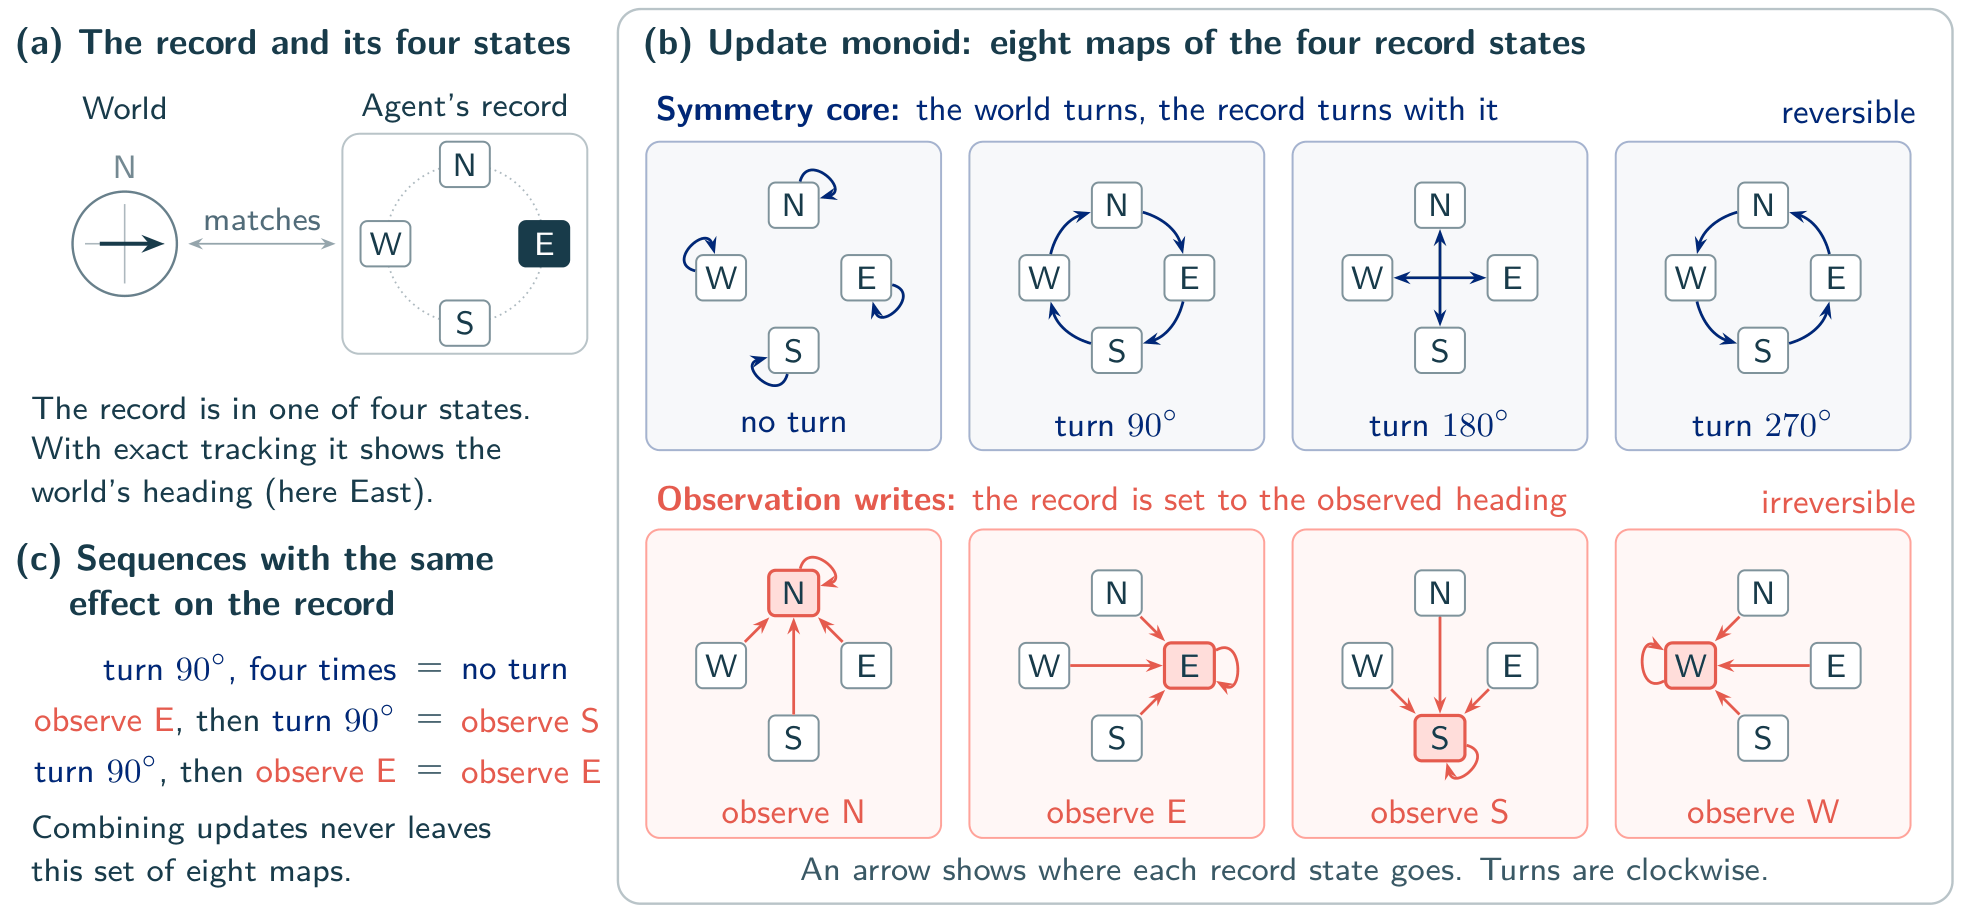 (a) The record and its four states
World
Agent's record
N
N
matches
W
E
S
The record is in one of four states.
With exact tracking it shows the
world's heading (here East).
(c) Sequences with the same
effect on the record
turn 90°, four times = no turn
observe E, then turn 90° = observe S
turn 90°, then observe E = observe E
Combining updates never leaves
this set of eight maps.
(b) Update monoid: eight maps of the four record states
Symmetry core: the world turns, the record turns with it
reversible
N
W
E
S
no turn
N
W
E
S
turn 90°
N
W
E
S
turn 180°
N
W
E
S
turn 270°
Observation writes: the record is set to the observed heading
irreversible
N
W
E
S
observe N
N
W
E
S
observe E
N
W
E
S
observe S
N
W
E
S
observe W
An arrow shows where each record state goes. Turns are clockwise.